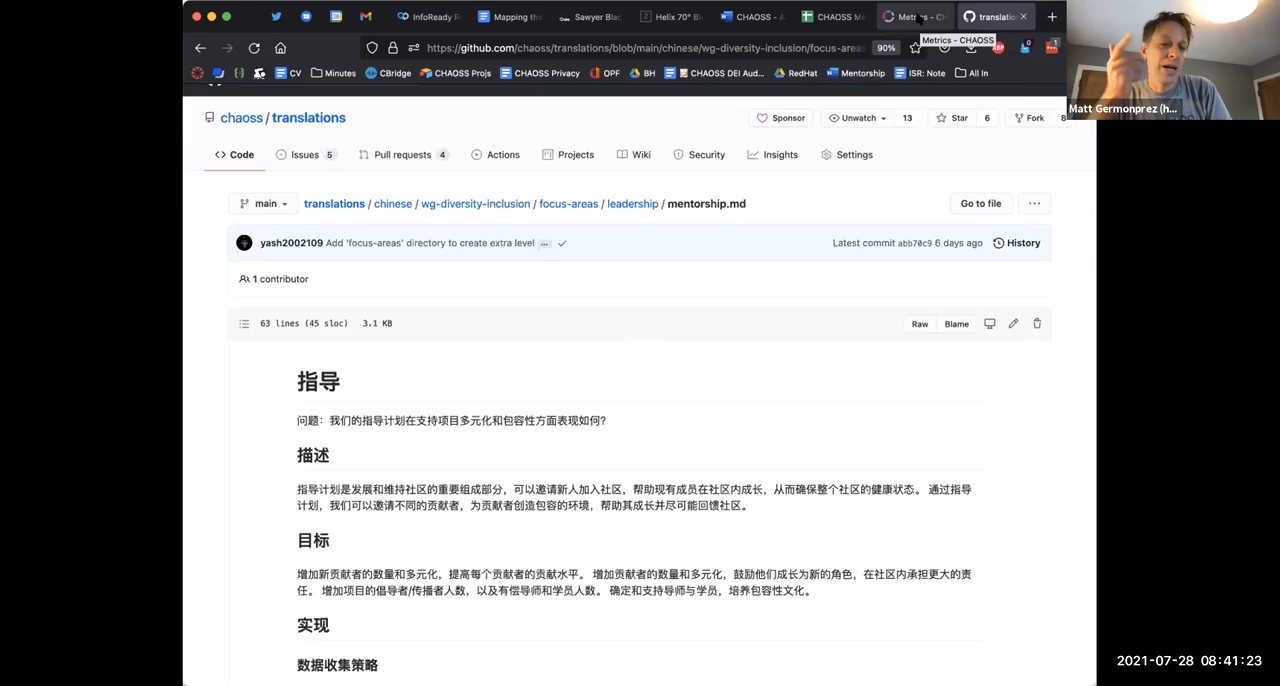 InfoReady R
Mapping the
Sawyer Blac
Helix 70° Bl
CHAOSS - A
CHAOSS Me
Metrics - CH
translation
Metrics - CHAOSS
https://github.com/chaoss/translations/blob/main/chinese/wg-diversity-inclusion/focus-areas
90%
CV
Minutes
CBridge
CHAOSS Projs
CHAOSS Privacy
OPF
BH
CHAOSS DEI Aud...
RedHat
Mentorship
ISR: Note
All In
Matt Germonprez (h...
chaoss / translations
Sponsor
Unwatch 13
Star 6
Fork 8
Code
Issues 5
Pull requests 4
Actions
Projects
Wiki
Security
Insights
Settings
main
translations / chinese / wg-diversity-inclusion / focus-areas / leadership / mentorship.md
Go to file
...
yash2002109 Add 'focus-areas' directory to create extra level ...
Latest commit abb70c9 6 days ago
History
1 contributor
63 lines (45 sloc) 3.1 KB
Raw
Blame
指导
问题：我们的指导计划在支持项目多元化和包容性方面表现如何？
描述
指导计划是发展和维持社区的重要组成部分，可以邀请新人加入社区，帮助现有成员在社区内成长，从而确保整个社区的健康状态。 通过指导
计划，我们可以邀请不同的贡献者，为贡献者创造包容的环境，帮助其成长并尽可能回馈社区。
目标
增加新贡献者的数量和多元化，提高每个贡献者的贡献水平。 增加贡献者的数量和多元化，鼓励他们成长为新的角色，在社区内承担更大的责
任。 增加项目的倡导者/传播者人数，以及有偿导师和学员人数。 确定和支持导师与学员，培养包容性文化。
实现
数据收集策略
2021-07-28 08:41:23